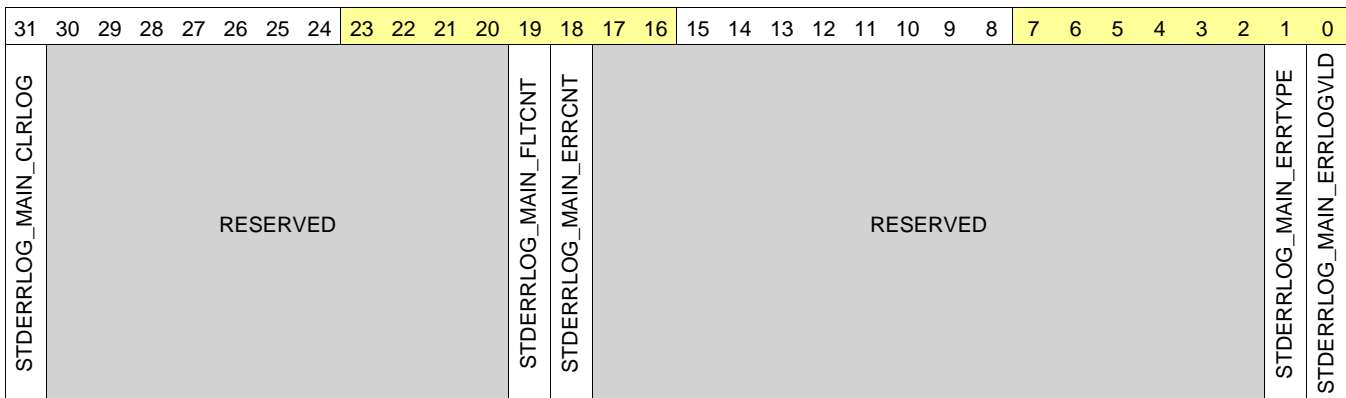 31 30 29 28 27 26 25 24 23 22 21 20 19 18 17 16 15 14 13 12 11 10 9 8 7 6 5 4 3 2 1 0
STDERRLOG_MAIN_CLRLOG
RESERVED
STDERRLOG_MAIN_FLTCNT
STDERRLOG_MAIN_ERRCNT
RESERVED
STDERRLOG_MAIN_ERRTYPE
STDERRLOG_MAIN_ERRLOGVLD